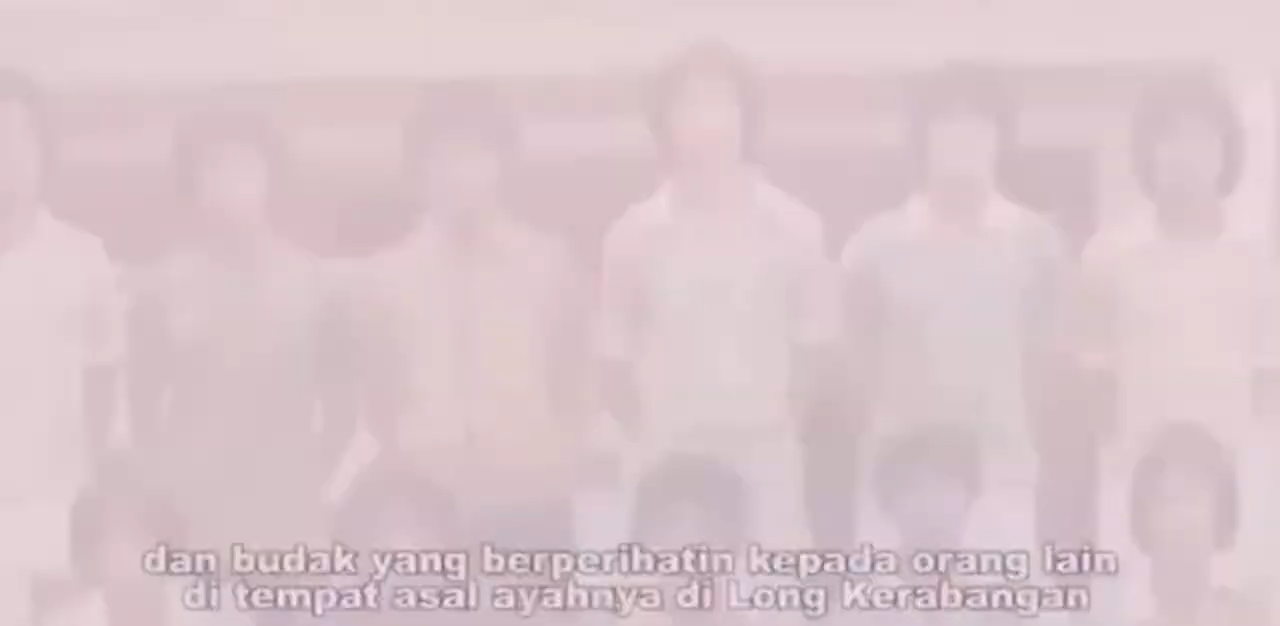 dan budak yang berperihatin kepada orang lain
di tempat asal ayahnya di Long Kerabangan